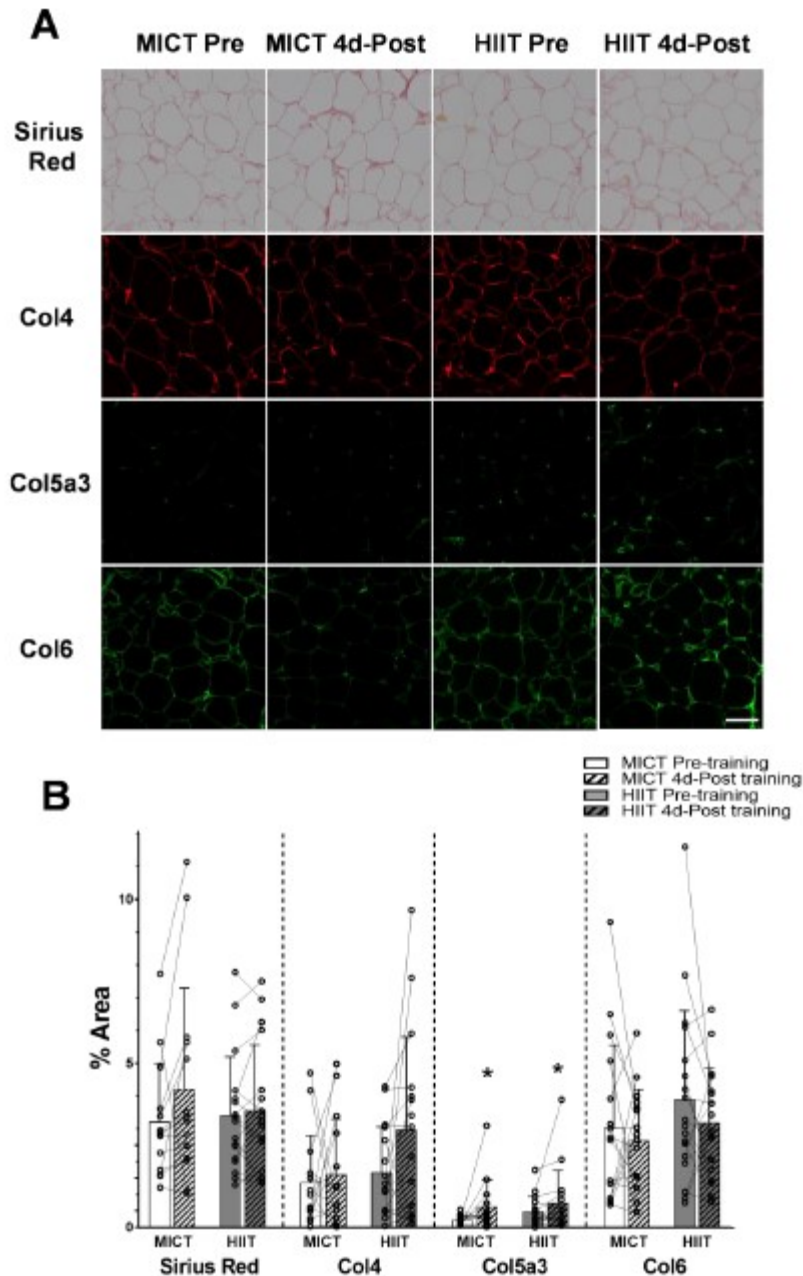 A
MICT Pre MICT 4d-Post HIIT Pre HIIT 4d-Post
Sirius
Red
Col4
Col5a3
Col6
B
MICT Pre-training
MICT 4d-Post training
HIIT Pre-training
HIIT 4d-Post training
% Area
10
5
0
* *
MICT HIIT MICT HIIT MICT HIIT MICT HIIT
Sirius Red Col4 Col5a3 Col6